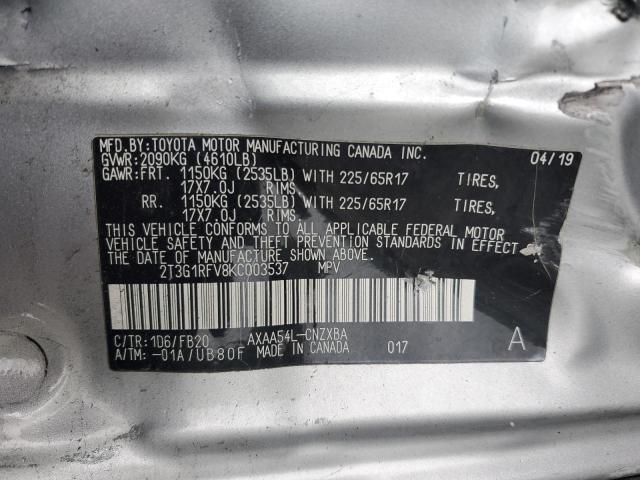 MFD.BY:TOYOTA MOTOR MANUFACTURING CANADA INC. 04/19
GVWR:2090KG (4610LB)
GAWR:FRT. 1150KG (2535LB) WITH 225/65R17 TIRES,
17X7.0J RIMS
RR. 1150KG (2535LB) WITH 225/65R17 TIRES,
17X7.0J RIMS.
THIS VEHICLE CONFORMS TO ALL APPLICABLE FEDERAL MOTOR
VEHICLE SAFETY AND THEFT PREVENTION STANDARDS IN EFFECT ON
THE DATE OF MANUFACTURE SHOWN ABOVE.
2T3G1RFV8KC003537 MPV
C/TR:1D6/FB20 AXAA54L-CNZXBA
A/TM:-01A/UB80F MADE IN CANADA 017 A